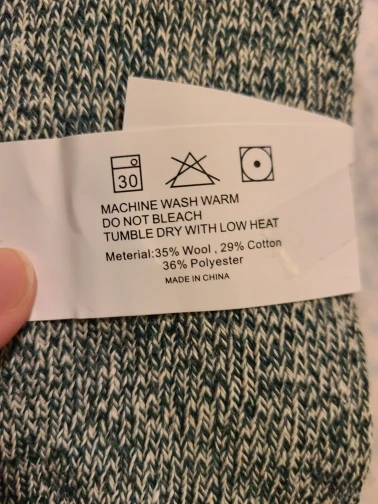 30
MACHINE WASH WARM
DO NOT BLEACH
TUMBLE DRY WITH LOW HEAT
Meterial:35% Wool , 29% Cotton
36% Polyester
MADE IN CHINA